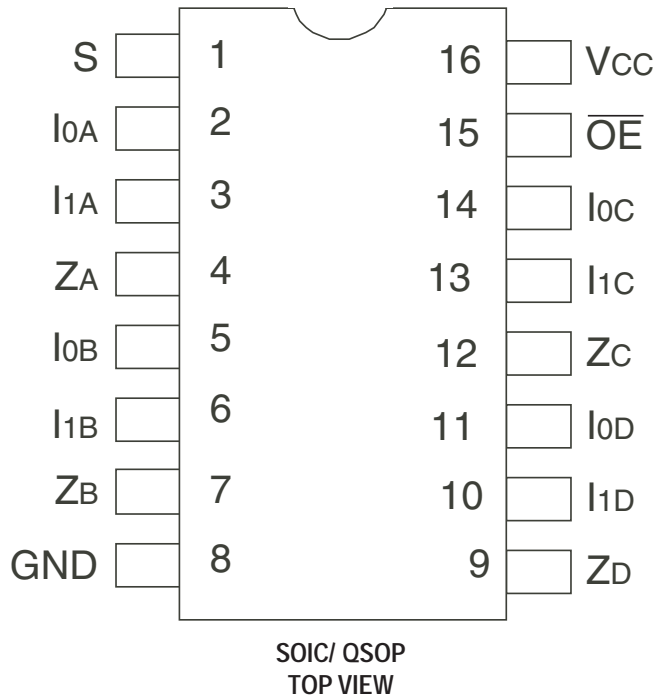 S 1 16 VCC
I0A 2 15 OE
I1A 3 14 I0C
ZA 4 13 I1C
I0B 5 12 ZC
I1B 6 11 I0D
ZB 7 10 I1D
GND 8 9 ZD
SOIC/ QSOP
TOP VIEW